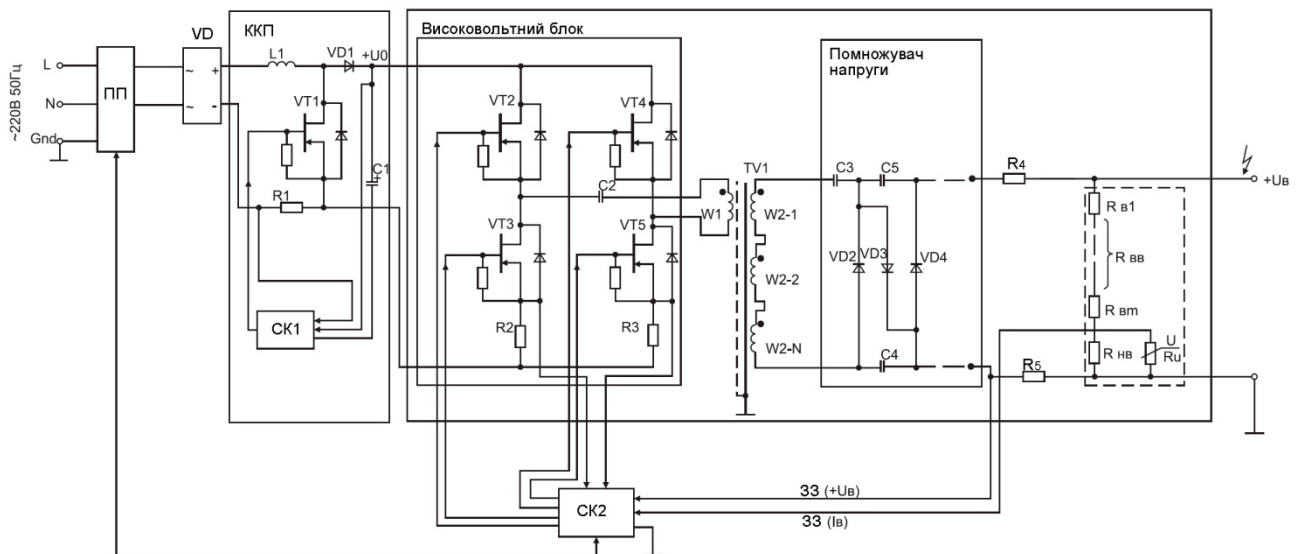 ~220В 50Гц
L
N
Gnd
ПП
VD
~
~
+
-
ККП
L1
VD1
+U0
VT1
C1
+
R1
СК1
Високовольтний блок
VT2
VT4
C2
VT3
VT5
R2
R3
W1
TV1
W2-1
W2-2
W2-N
Помножувач
напруги
C3
C5
VD2
VD3
VD4
C4
R4
+Uв
R в1
R вв
R вm
R нв
U
Ru
R5
СК2
ЗЗ (+Uв)
ЗЗ (Iв)